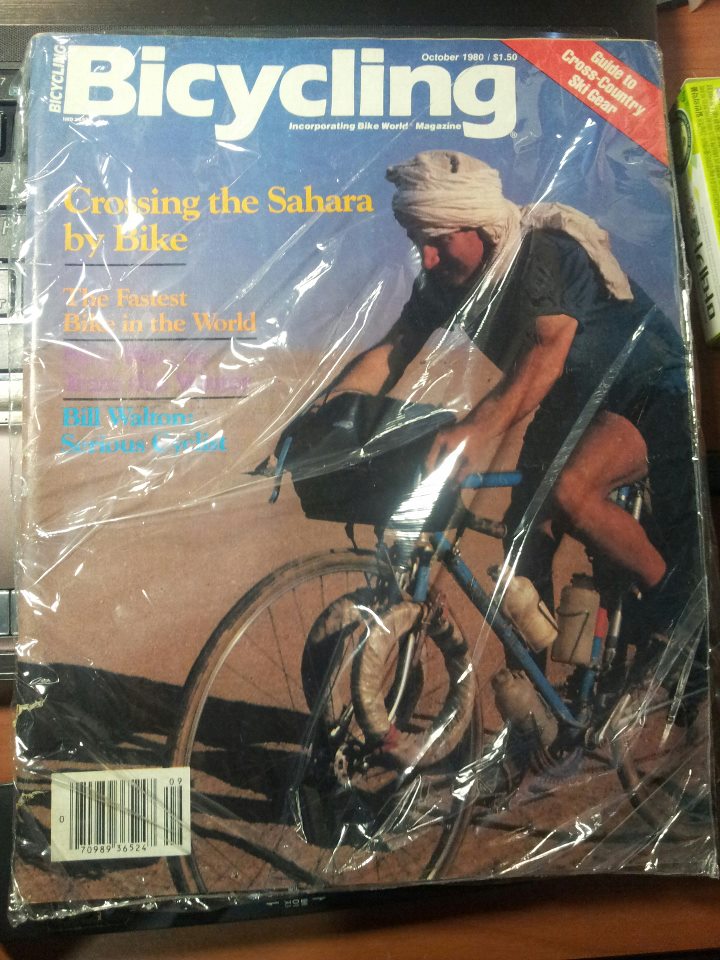 BICYCLING
Bicycling
October 1980 / $1.50
Incorporating Bike World Magazine
Guide to
Cross-Country
Ski Gear
Crossing the Sahara
by Bike
The Fastest
Bike in the World
Bill Walton:
Serious Cyclist
09
0
70989 36524